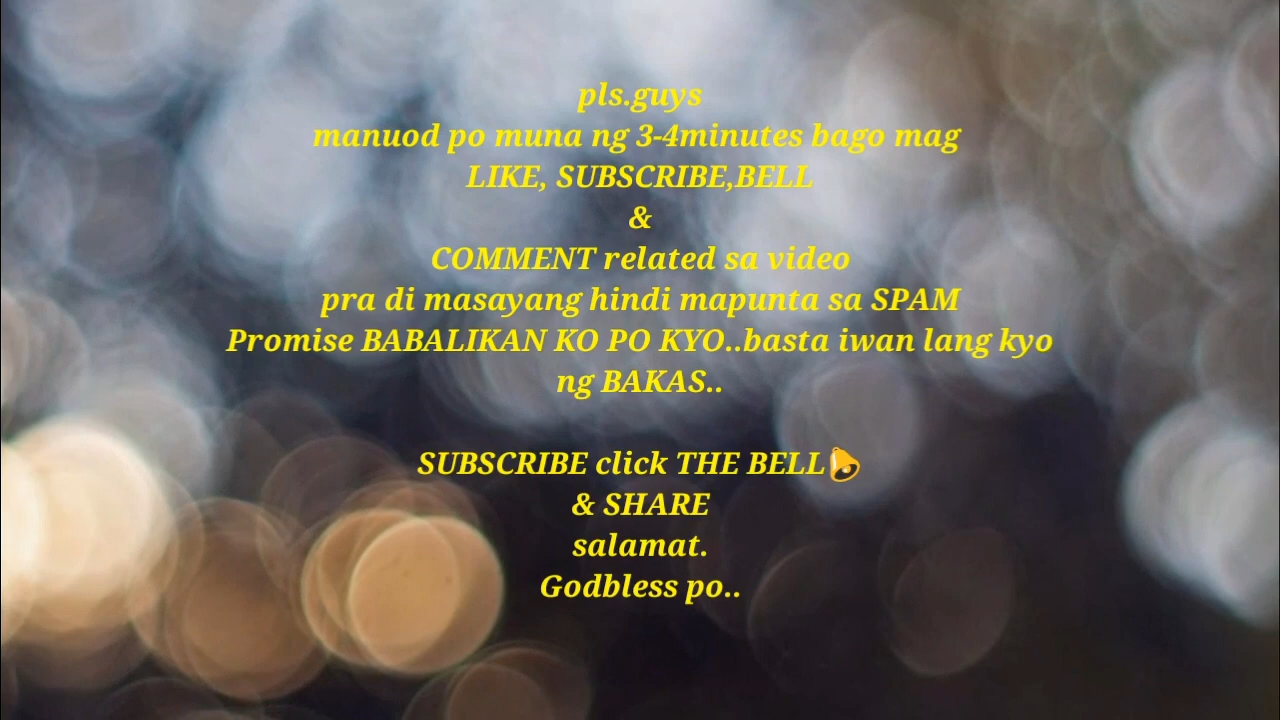 pls.guys
manuod po muna ng 3-4minutes bago mag
LIKE, SUBSCRIBE,BELL
&
COMMENT related sa video
pra di masayang hindi mapunta sa SPAM
Promise BABALIKAN KO PO KYO..basta iwan lang kyo
ng BAKAS..
SUBSCRIBE click THE BELL🔔
& SHARE
salamat.
Godbless po..